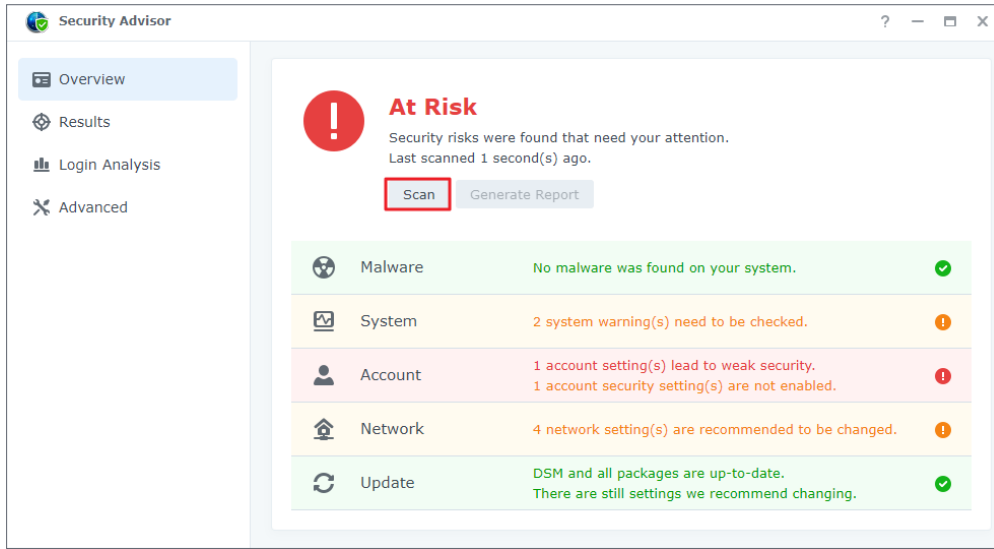 Security Advisor
?
Overview
Results
Login Analysis
Advanced
At Risk
Security risks were found that need your attention.
Last scanned 1 second(s) ago.
Scan
Generate Report
Malware
No malware was found on your system.
System
2 system warning(s) need to be checked.
Account
1 account setting(s) lead to weak security.
1 account security setting(s) are not enabled.
Network
4 network setting(s) are recommended to be changed.
Update
DSM and all packages are up-to-date.
There are still settings we recommend changing.